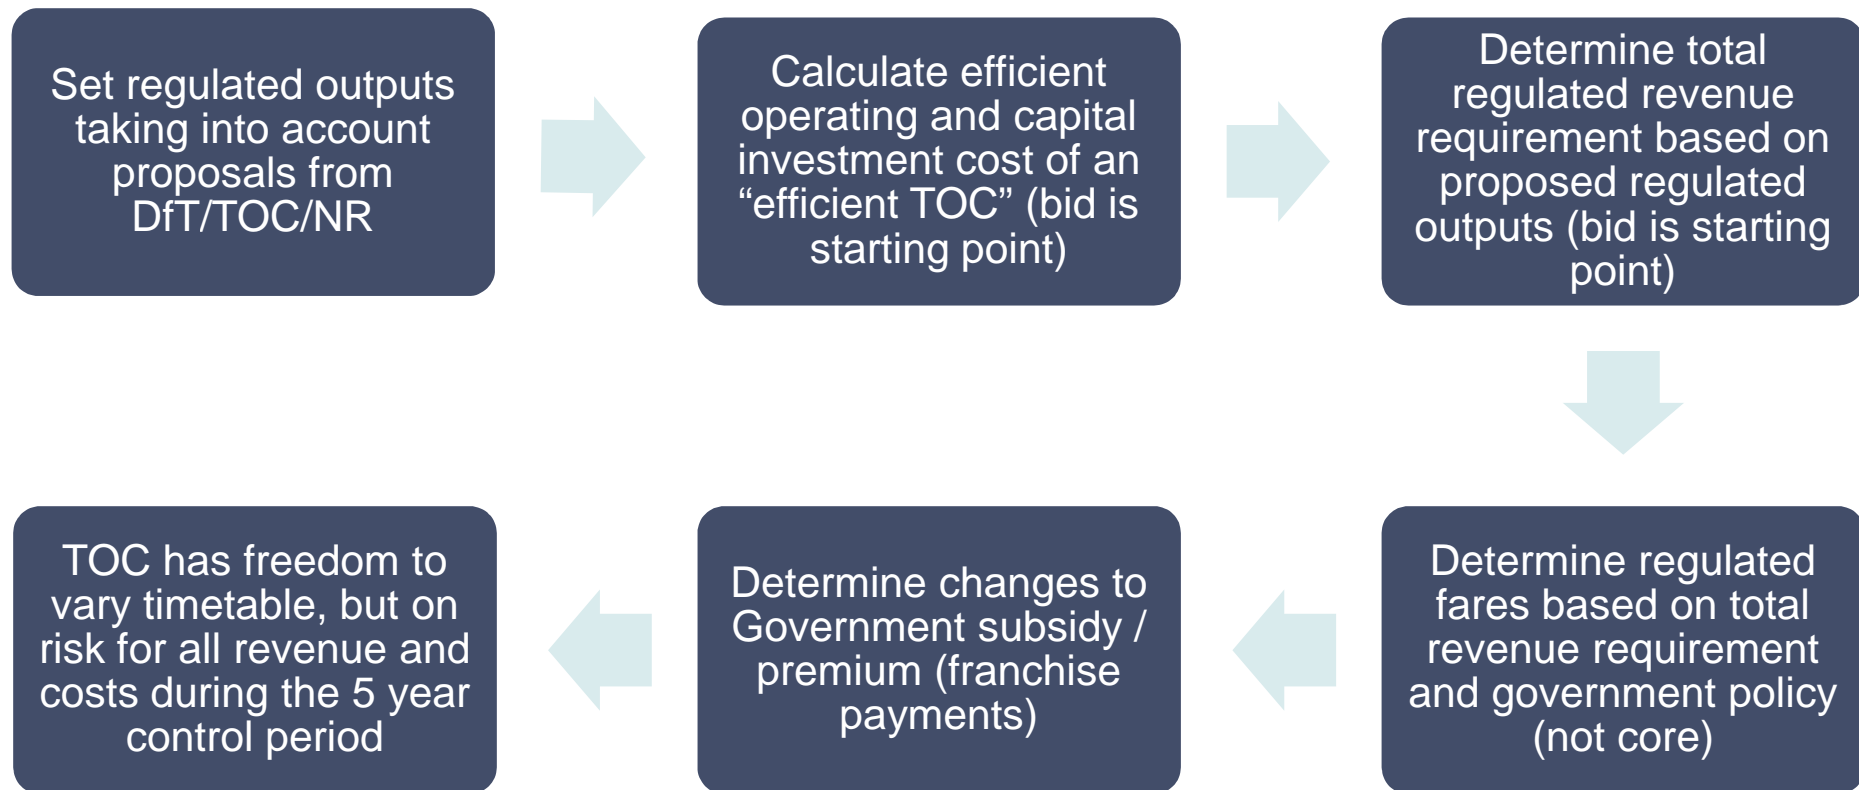 Set regulated outputs
taking into account
proposals from
DfT/TOC/NR
Calculate efficient
operating and capital
investment cost of an
“efficient TOC” (bid is
starting point)
Determine total
regulated revenue
requirement based on
proposed regulated
outputs (bid is starting
point)
Determine regulated
fares based on total
revenue requirement
and government policy
(not core)
Determine changes to
Government subsidy /
premium (franchise
payments)
TOC has freedom to
vary timetable, but on
risk for all revenue and
costs during the 5 year
control period